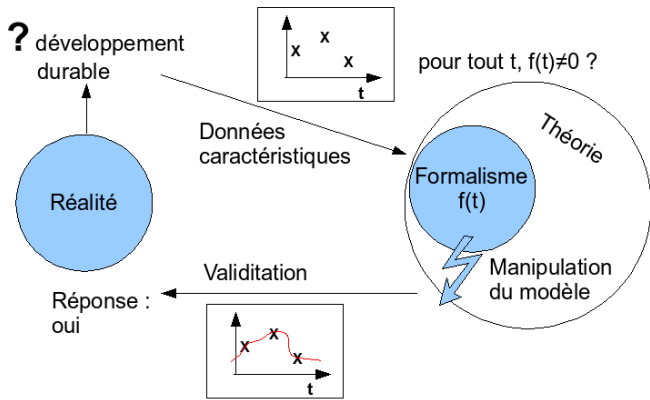 ? développement
durable
x x x
t
pour tout t, f(t)≠0 ?
Données
caractéristiques
Théorie
Formalisme
f(t)
Réalité
Validitation
Manipulation
du modèle
Réponse :
oui
x x x
t